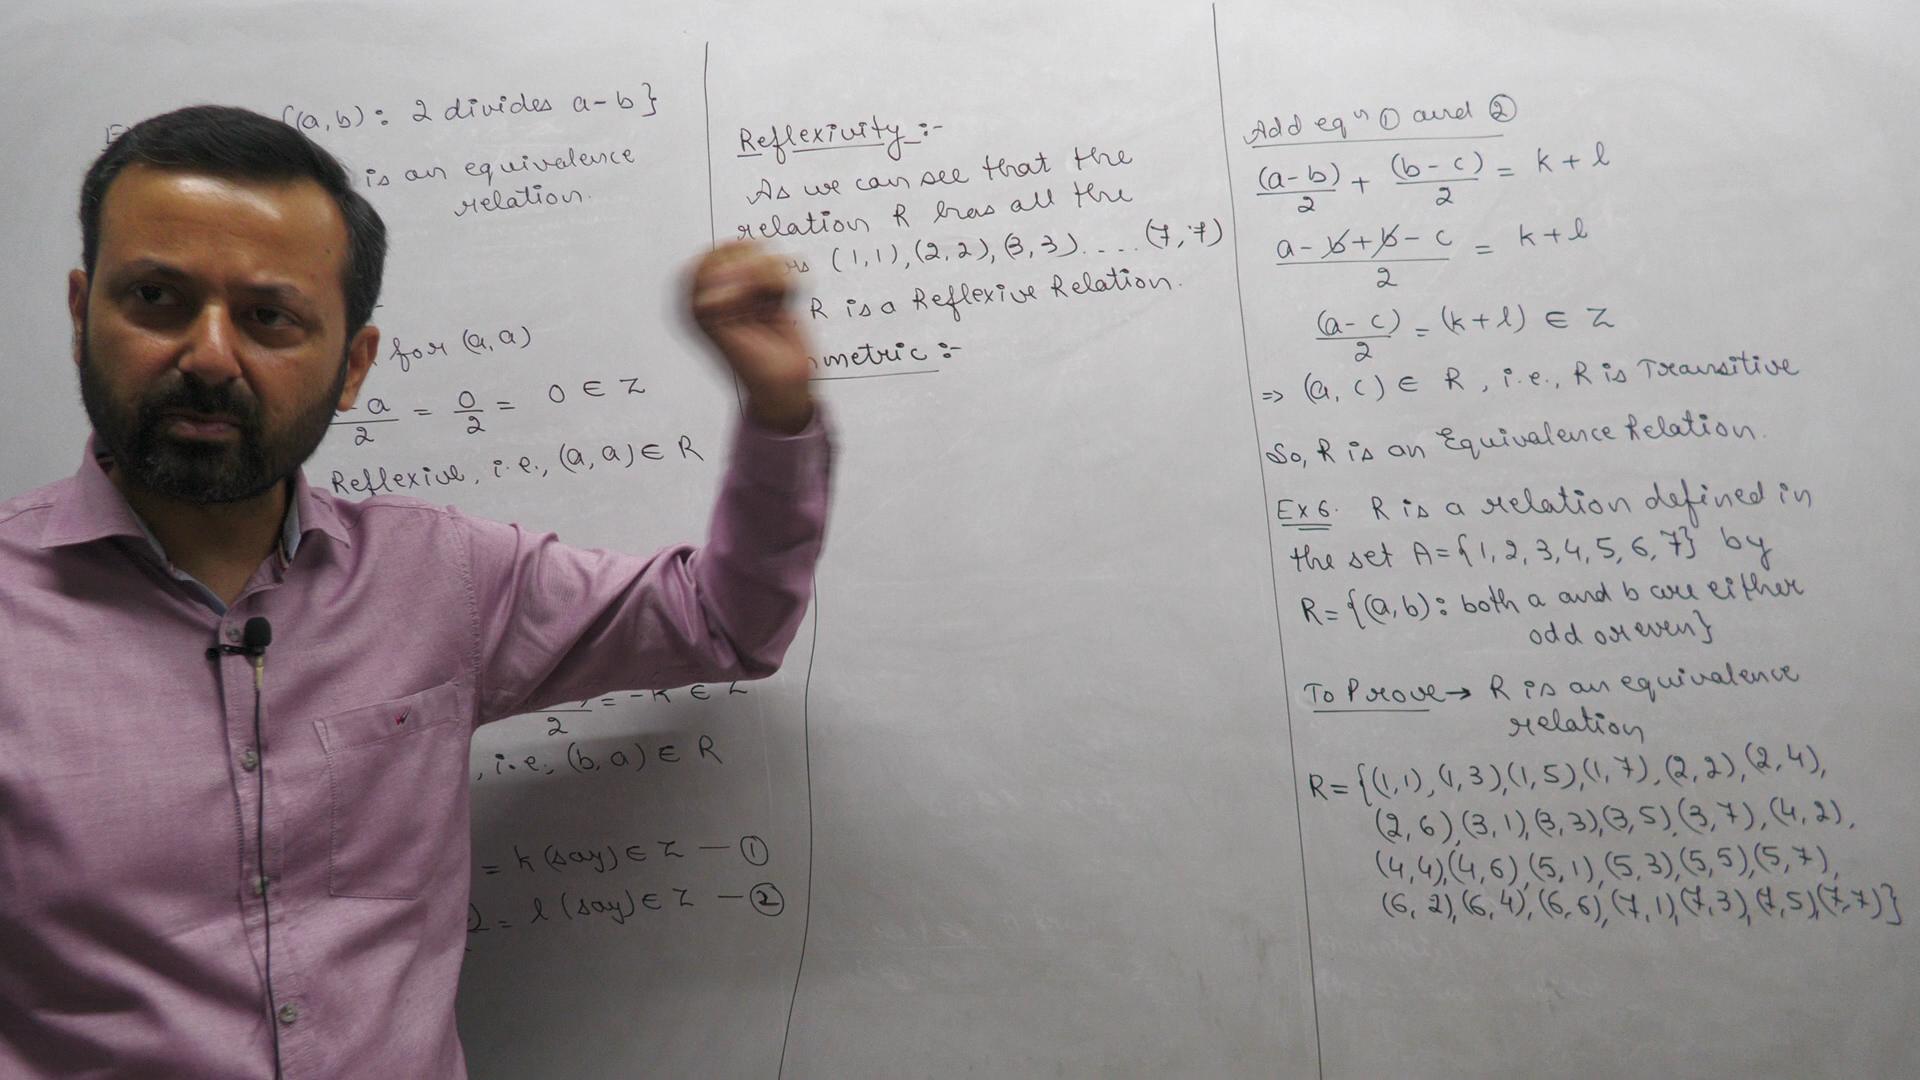 {(a,b): 2 divides a-b}
is an equivalence
relation.
for (a,a)
a/2 = 0/2 = 0 ∈ Z
Reflexive, i.e., (a,a) ∈ R
2 = -k ∈ Z
, i.e., (b,a) ∈ R
= k (say) ∈ Z — ①
= l (say) ∈ Z — ②
Reflexivity :-
As we can see that the
relation R has all the
(1,1), (2,2), (3,3) .... (7,7)
R is a Reflexive Relation.
metric :-
Add eqⁿ ① and ②
(a-b)/2 + (b-c)/2 = k + l
(a-b+b-c)/2 = k + l
(a-c)/2 = (k+l) ∈ Z
⇒ (a,c) ∈ R, i.e., R is Transitive
So, R is an Equivalence Relation.
Ex 6. R is a relation defined in
the set A={1,2,3,4,5,6,7} by
R={(a,b): both a and b are either
odd or even}
To Prove → R is an equivalence
relation
R={(1,1),(1,3),(1,5),(1,7),(2,2),(2,4),
(2,6),(3,1),(3,3),(3,5),(3,7),(4,2),
(4,4),(4,6),(5,1),(5,3),(5,5),(5,7),
(6,2),(6,4),(6,6),(7,1),(7,3),(7,5),(7,7)}